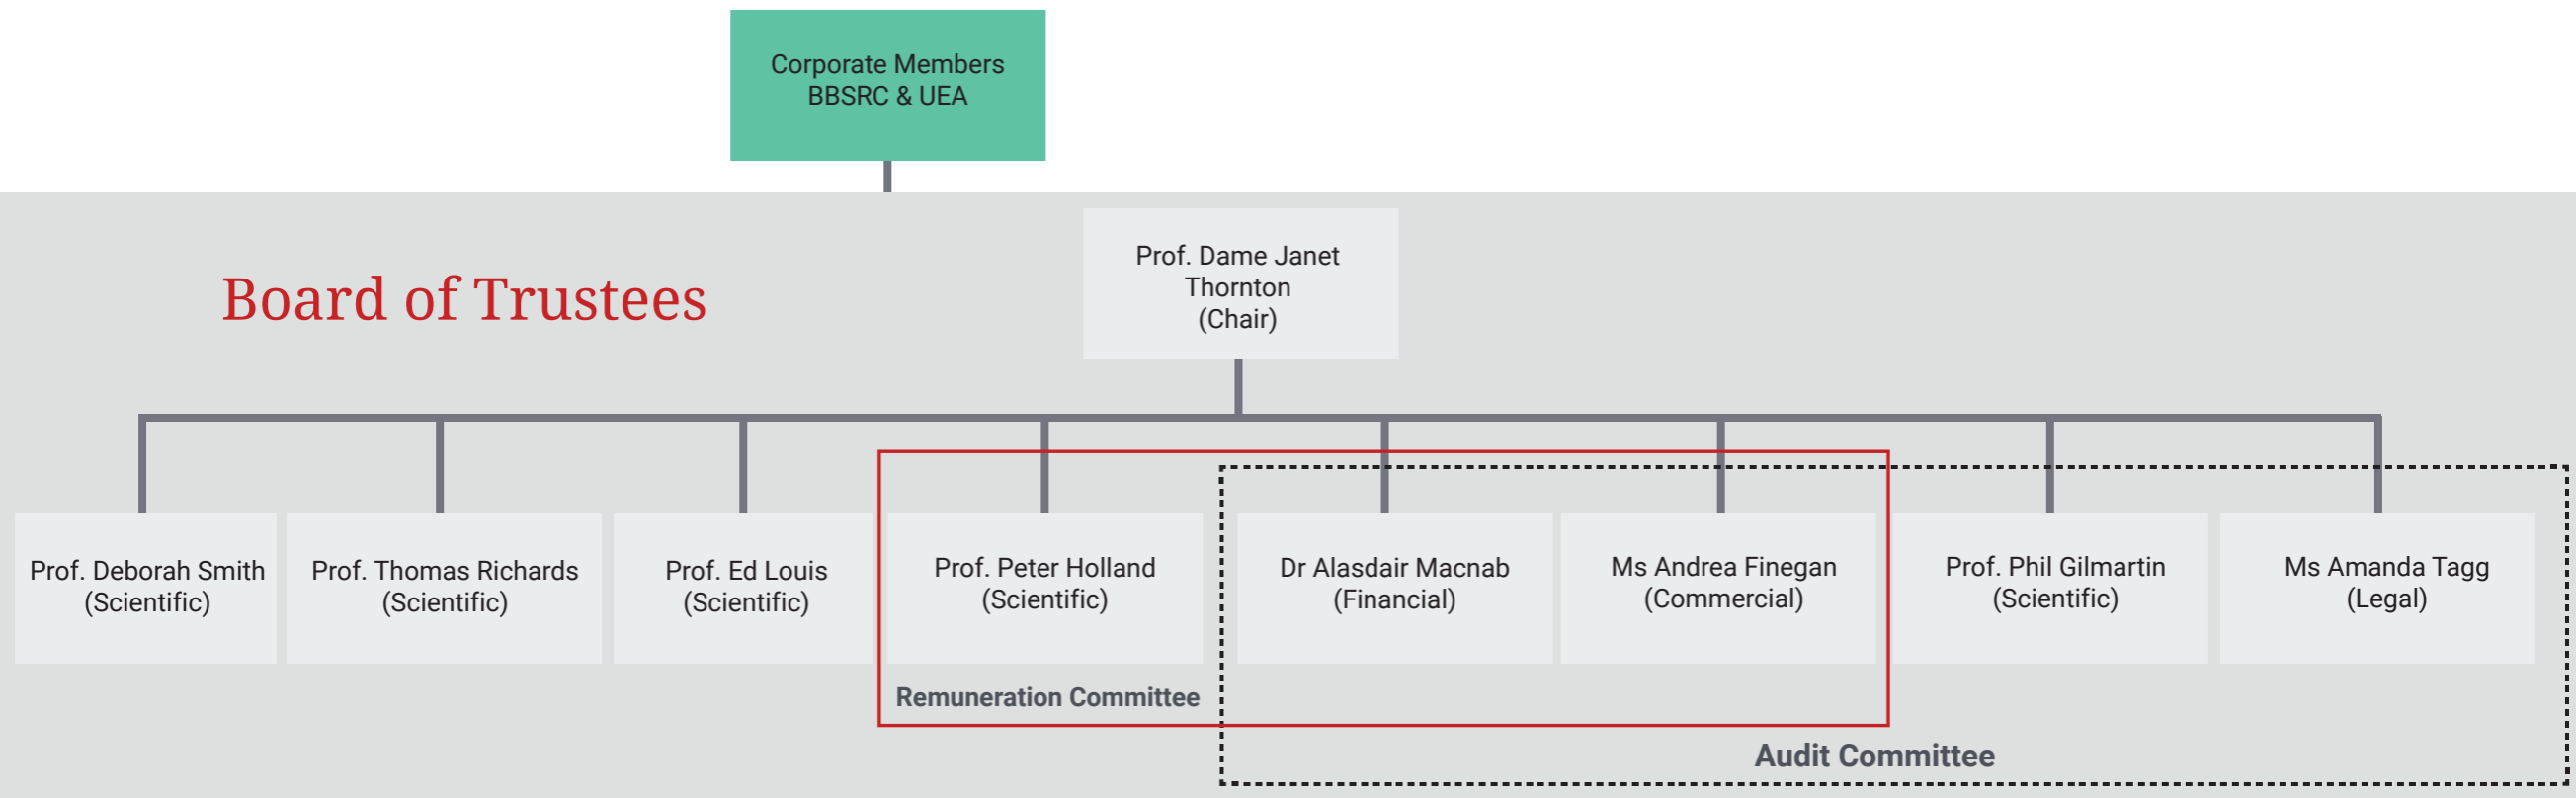 Corporate Members
BBSRC & UEA
Board of Trustees
Prof. Dame Janet
Thornton
(Chair)
Prof. Deborah Smith
(Scientific)
Prof. Thomas Richards
(Scientific)
Prof. Ed Louis
(Scientific)
Prof. Peter Holland
(Scientific)
Dr Alasdair Macnab
(Financial)
Ms Andrea Finegan
(Commercial)
Prof. Phil Gilmartin
(Scientific)
Ms Amanda Tagg
(Legal)
Remuneration Committee
Audit Committee